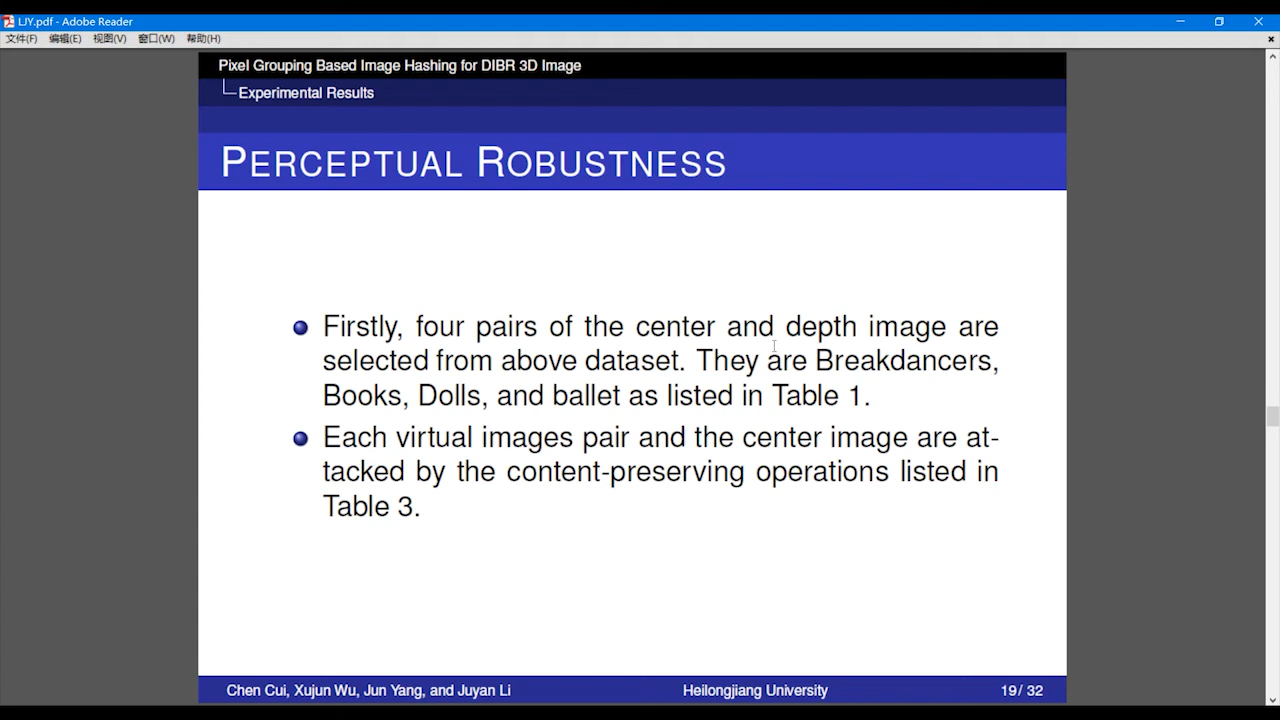 LJY.pdf - Adobe Reader
文件(F) 编辑(E) 视图(V) 窗口(W) 帮助(H)
Pixel Grouping Based Image Hashing for DIBR 3D Image
Experimental Results
PERCEPTUAL ROBUSTNESS
Firstly, four pairs of the center and depth image are
selected from above dataset. They are Breakdancers,
Books, Dolls, and ballet as listed in Table 1.
Each virtual images pair and the center image are at-
tacked by the content-preserving operations listed in
Table 3.
Chen Cui, Xujun Wu, Jun Yang, and Juyan Li Heilongjiang University 19/ 32